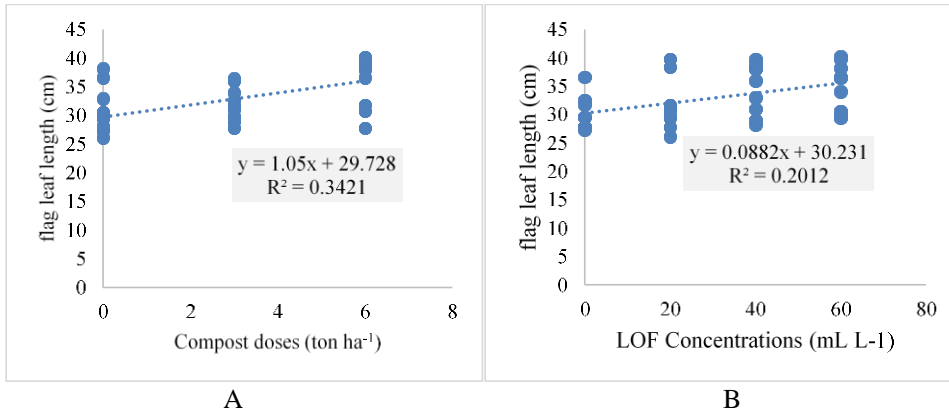 45
40
35
30
25
20
15
10
5
0
flag leaf length (cm)
y = 1.05x + 29.728
R² = 0.3421
0 2 4 6 8
Compost doses (ton ha⁻¹)
A
45
40
35
30
25
20
15
10
5
0
flag leaf length (cm)
y = 0.0882x + 30.231
R² = 0.2012
0 20 40 60 80
LOF Concentrations (mL L-1)
B